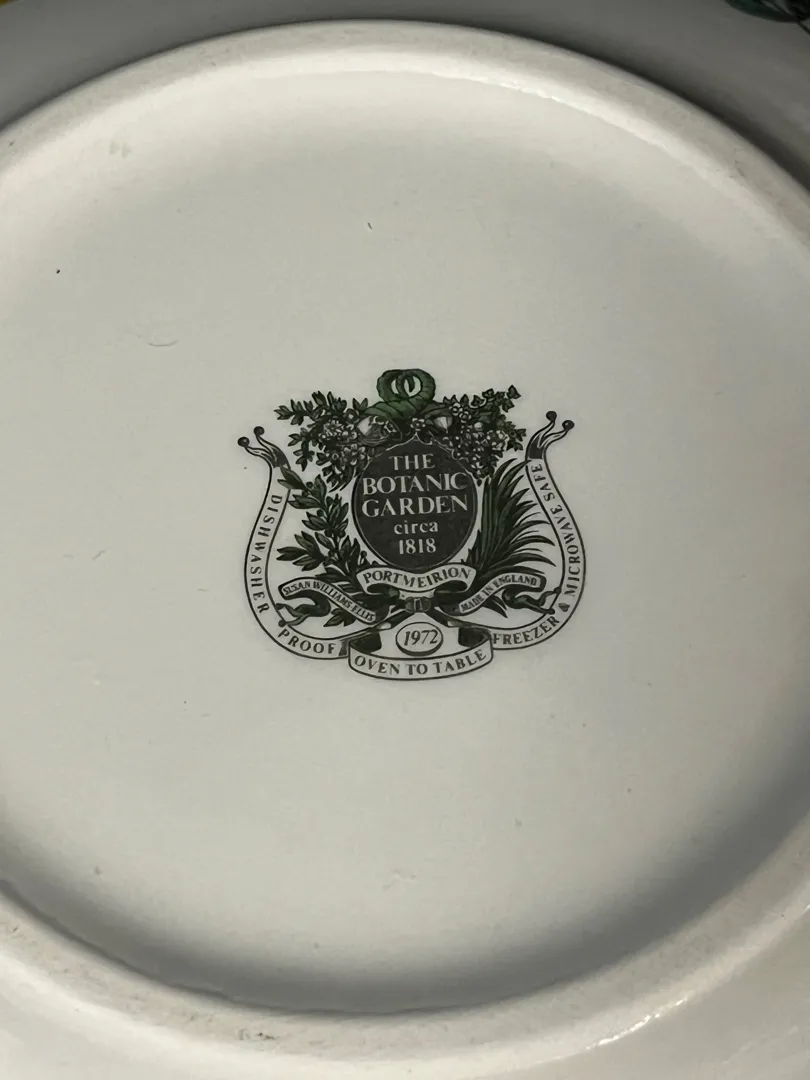 THE
BOTANIC
GARDEN
circa
1818
PORTMEIRION
SUSAN WILLIAMS ELLIS
MADE IN ENGLAND
1972
DISHWASHER PROOF
OVEN TO TABLE
FREEZER & MICROWAVE SAFE